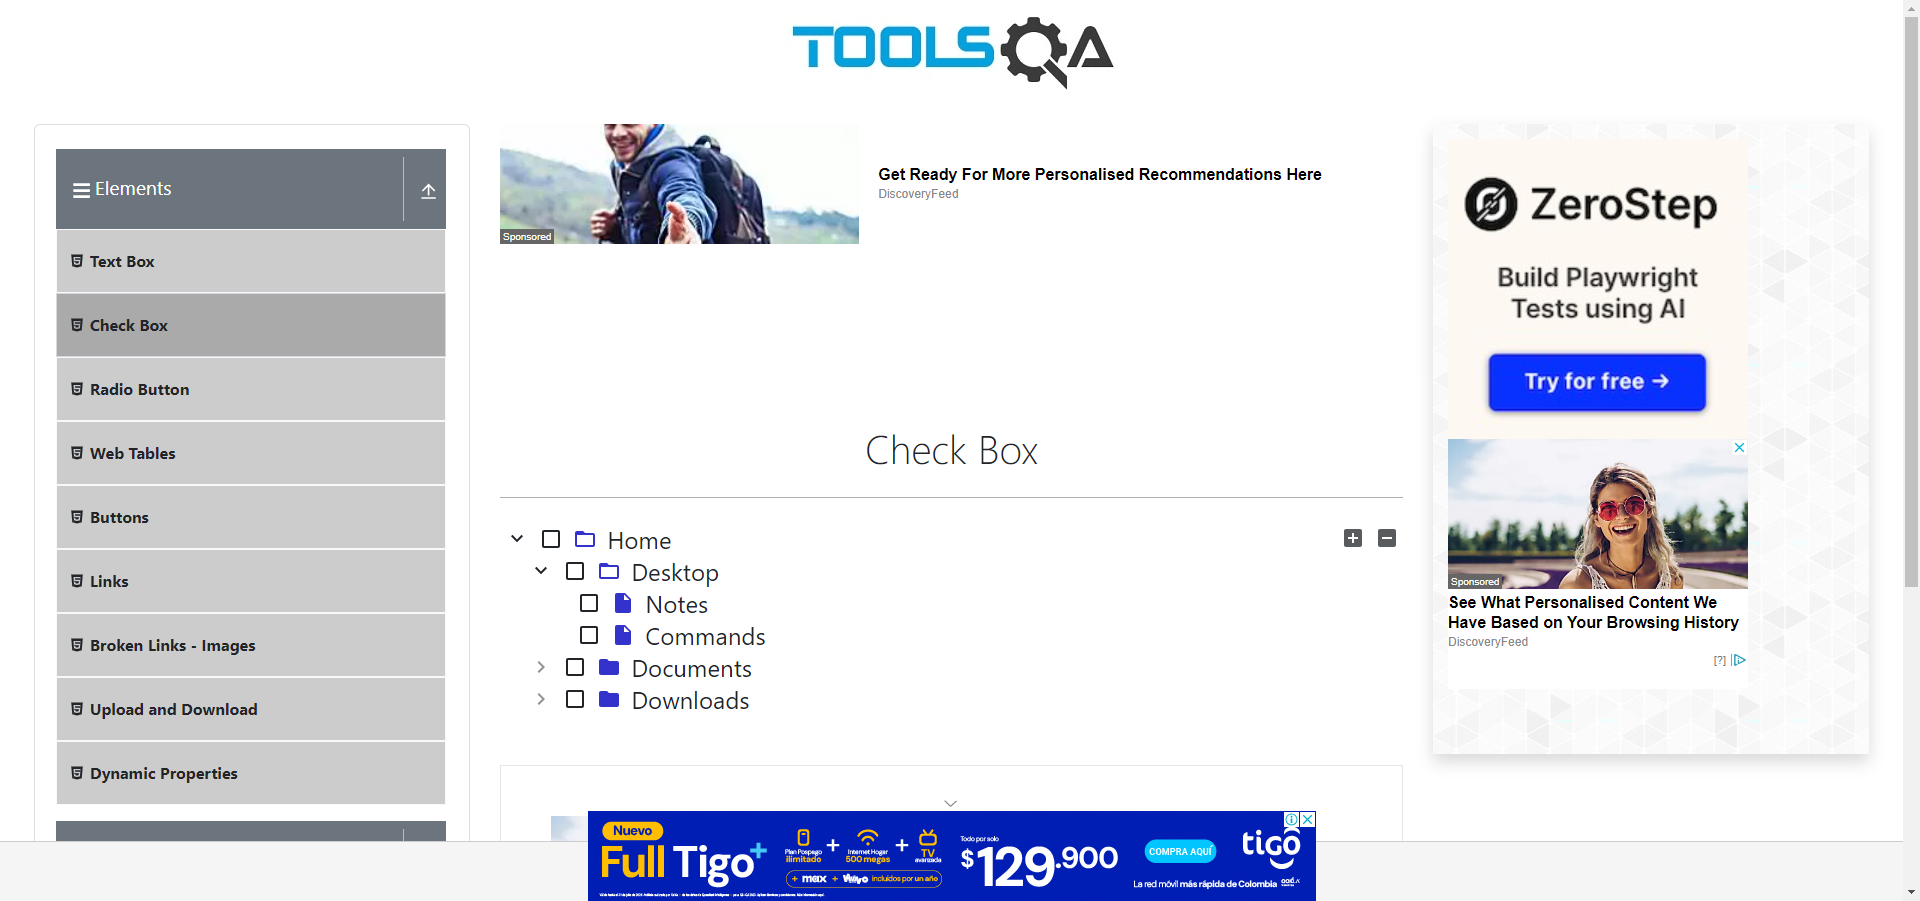 TOOLSQA
Elements
Text Box
Check Box
Radio Button
Web Tables
Buttons
Links
Broken Links - Images
Upload and Download
Dynamic Properties
Sponsored
Get Ready For More Personalised Recommendations Here
DiscoveryFeed
Check Box
Home
Desktop
Notes
Commands
Documents
Downloads
ZeroStep
Build Playwright
Tests using AI
Try for free →
Sponsored
See What Personalised Content We
Have Based on Your Browsing History
DiscoveryFeed
[?]
Nuevo
Full Tigo+
Plan Pospago
ilimitado
+
Internet Hogar
500 megas
+
TV
avanzada
+ max + Win+ incluidos por un año
Todo por solo
$129.900
COMPRA AQUÍ
tigo
La red móvil más rápida de Colombia